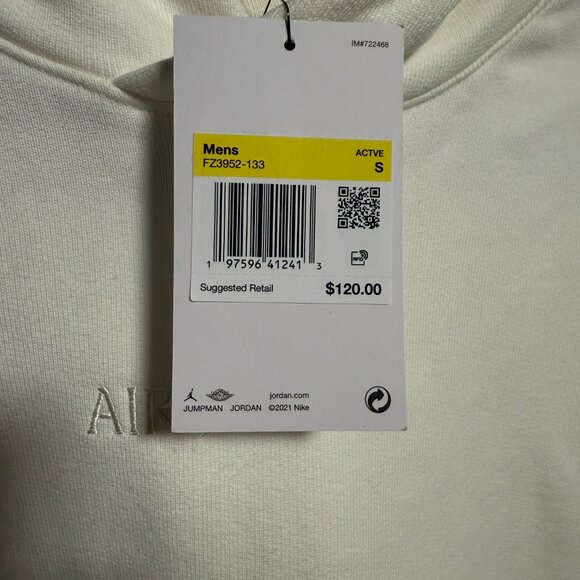 IM#722468
Mens ACTVE
FZ3952-133 S
1 97596 41241 3
RFID
Suggested Retail $120.00
jordan.com
JUMPMAN JORDAN ©2021 Nike
AIR